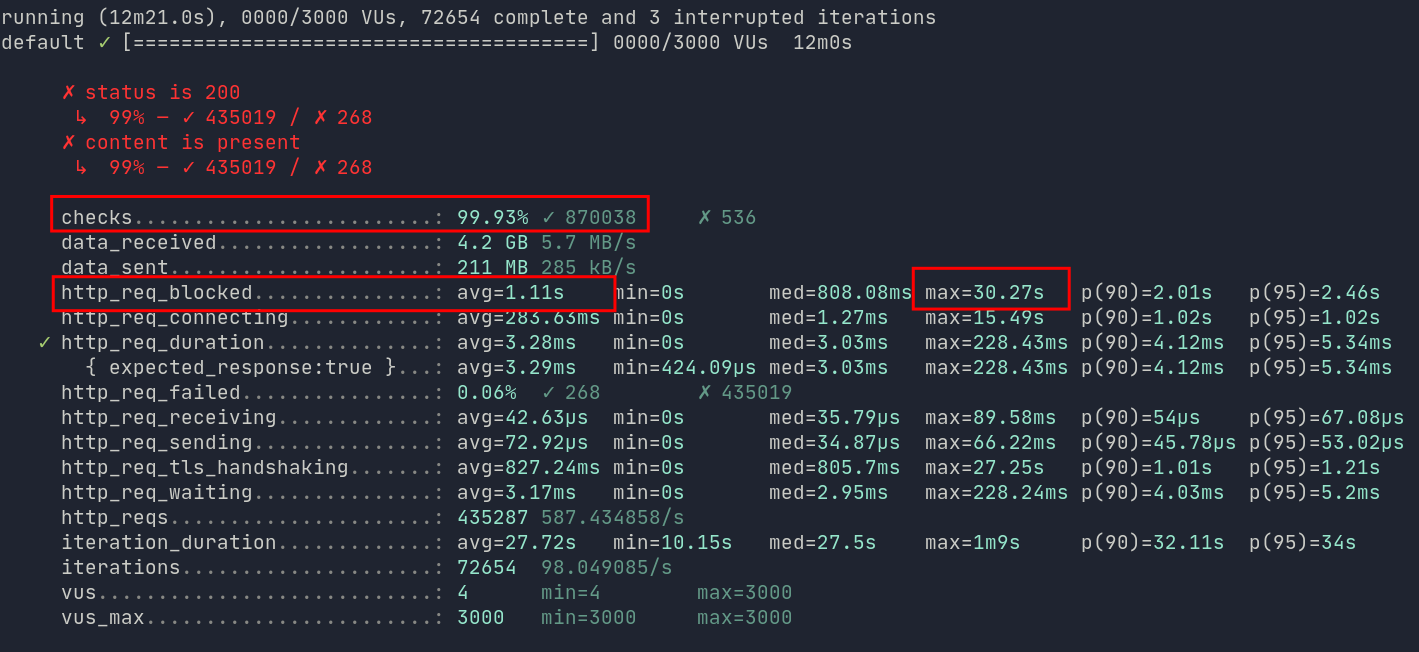 running (12m21.0s), 0000/3000 VUs, 72654 complete and 3 interrupted iterations
default ✓ [======================================] 0000/3000 VUs  12m0s
✗ status is 200
↳  99% — ✓ 435019 / ✗ 268
✗ content is present
↳  99% — ✓ 435019 / ✗ 268
checks.........................: 99.93% ✓ 870038     ✗ 536
data_received..................: 4.2 GB 5.7 MB/s
data_sent......................: 211 MB 285 kB/s
http_req_blocked...............: avg=1.11s    min=0s       med=808.08ms max=30.27s   p(90)=2.01s   p(95)=2.46s
http_req_connecting............: avg=283.63ms min=0s       med=1.27ms   max=15.49s   p(90)=1.02s   p(95)=1.02s
✓ http_req_duration..............: avg=3.28ms   min=0s       med=3.03ms   max=228.43ms p(90)=4.12ms  p(95)=5.34ms
{ expected_response:true }...: avg=3.29ms   min=424.09µs med=3.03ms   max=228.43ms p(90)=4.12ms  p(95)=5.34ms
http_req_failed................: 0.06%  ✓ 268        ✗ 435019
http_req_receiving.............: avg=42.63µs  min=0s       med=35.79µs  max=89.58ms  p(90)=54µs    p(95)=67.08µs
http_req_sending...............: avg=72.92µs  min=0s       med=34.87µs  max=66.22ms  p(90)=45.78µs p(95)=53.02µs
http_req_tls_handshaking.......: avg=827.24ms min=0s       med=805.7ms  max=27.25s   p(90)=1.01s   p(95)=1.21s
http_req_waiting...............: avg=3.17ms   min=0s       med=2.95ms   max=228.24ms p(90)=4.03ms  p(95)=5.2ms
http_reqs......................: 435287 587.434858/s
iteration_duration.............: avg=27.72s   min=10.15s   med=27.5s    max=1m9s     p(90)=32.11s  p(95)=34s
iterations.....................: 72654  98.049085/s
vus............................: 4      min=4        max=3000
vus_max........................: 3000   min=3000     max=3000